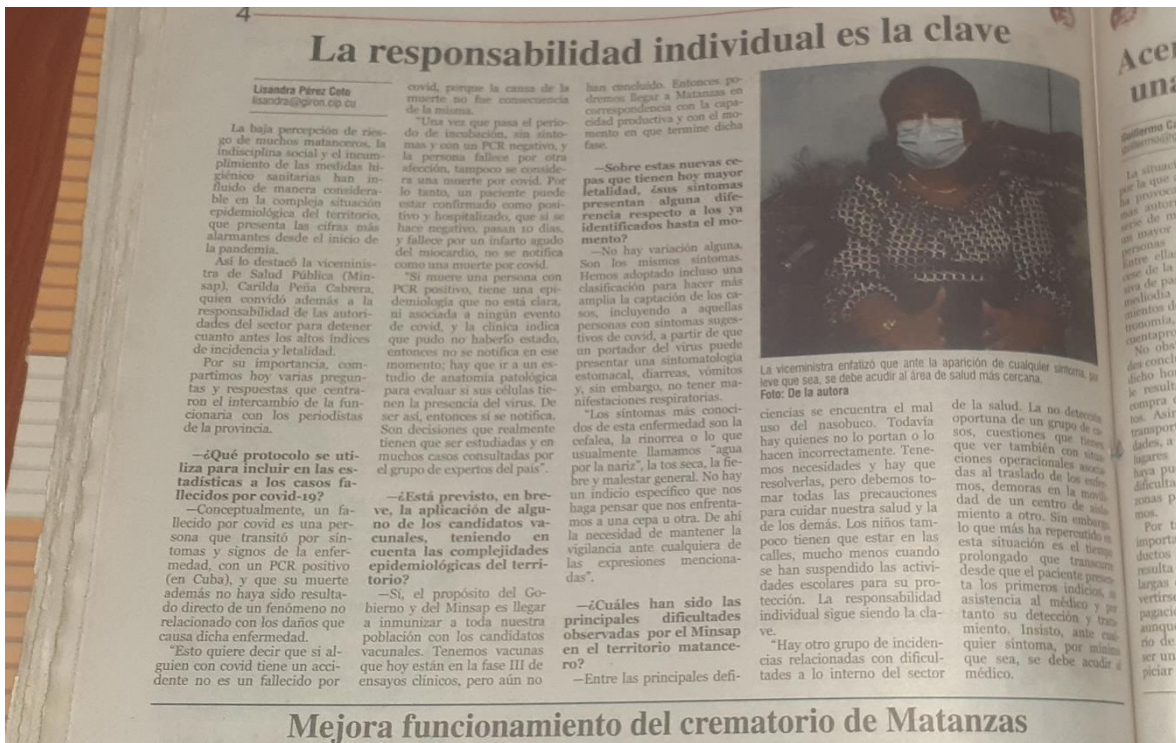 4
La responsabilidad individual es la clave
Lisandra Pérez Coto
lisandra@giron.cip.cu
La baja percepción de ries-
go de muchos matanceros, la
indisciplina social y el incum-
plimiento de las medidas hi-
giénico sanitarias han in-
fluido de manera considera-
ble en la compleja situación
epidemiológica del territorio,
que presenta las cifras más
alarmantes desde el inicio de
la pandemia.
Así lo destacó la viceminis-
tra de Salud Pública (Min-
sap), Carilda Peña Cabrera,
quien convidó además a la
responsabilidad de las autori-
dades del sector para detener
cuanto antes los altos índices
de incidencia y letalidad.
Por su importancia, com-
partimos hoy varias pregun-
tas y respuestas que centra-
ron el intercambio de la fun-
cionaria con los periodistas
de la provincia.
—¿Qué protocolo se uti-
liza para incluir en las es-
tadísticas a los casos fa-
llecidos por covid-19?
—Conceptualmente, un fa-
llecido por covid es una per-
sona que transitó por sín-
tomas y signos de la enfer-
medad, con un PCR positivo
(en Cuba), y que su muerte
además no haya sido resulta-
do directo de un fenómeno no
relacionado con los daños que
causa dicha enfermedad.
"Esto quiere decir que si al-
guien con covid tiene un acci-
dente no es un fallecido por
covid, porque la causa de la
muerte no fue consecuencia
de la misma.
"Una vez que pasa el perio-
do de incubación, sin sínto-
mas y con un PCR negativo, y
la persona fallece por otra
afección, tampoco se conside-
ra una muerte por covid. Por
lo tanto, un paciente puede
estar confirmado como posi-
tivo y hospitalizado, que si se
hace negativo, pasan 10 días,
y fallece por un infarto agudo
del miocardio, no se notifica
como una muerte por covid.
"Si muere una persona con
PCR positivo, tiene una epi-
demiología que no está clara,
ni asociada a ningún evento
de covid, y la clínica indica
que pudo no haberlo estado,
entonces no se notifica en ese
momento; hay que ir a un es-
tudio de anatomía patológica
para evaluar si sus células tie-
nen la presencia del virus. De
ser así, entonces sí se notifica.
Son decisiones que realmente
tienen que ser estudiadas y en
muchos casos consultadas por
el grupo de expertos del país".
—¿Está previsto, en bre-
ve, la aplicación de algu-
no de los candidatos va-
cunales, teniendo en
cuenta las complejidades
epidemiológicas del terri-
torio?
—Sí, el propósito del Go-
bierno y del Minsap es llegar
a inmunizar a toda nuestra
población con los candidatos
vacunales. Tenemos vacunas
que hoy están en la fase III de
ensayos clínicos, pero aún no
han concluido. Entonces po-
dremos llegar a Matanzas en
correspondencia con la capa-
cidad productiva y con el mo-
mento en que termine dicha
fase.
—Sobre estas nuevas ce-
pas que tienen hoy mayor
letalidad, ¿sus síntomas
presentan alguna dife-
rencia respecto a los ya
identificados hasta el mo-
mento?
—No hay variación alguna.
Son los mismos síntomas.
Hemos adoptado incluso una
clasificación para hacer más
amplia la captación de los ca-
sos, incluyendo a aquellas
personas con síntomas suges-
tivos de covid, a partir de que
un portador del virus puede
presentar una sintomatología
estomacal, diarreas, vómitos
y, sin embargo, no tener ma-
nifestaciones respiratorias.
"Los síntomas más conoci-
dos de esta enfermedad son la
cefalea, la rinorrea o lo que
usualmente llamamos "agua
por la nariz", la tos seca, la fie-
bre y malestar general. No hay
un indicio específico que nos
haga pensar que nos enfrenta-
mos a una cepa u otra. De ahí
la necesidad de mantener la
vigilancia ante cualquiera de
las expresiones menciona-
das".
—¿Cuáles han sido las
principales dificultades
observadas por el Minsap
en el territorio matance-
ro?
—Entre las principales defi-
La viceministra enfatizó que ante la aparición de cualquier síntoma, por
leve que sea, se debe acudir al área de salud más cercana.
Foto: De la autora
ciencias se encuentra el mal
uso del nasobuco. Todavía
hay quienes no lo portan o lo
hacen incorrectamente. Tene-
mos necesidades y hay que
resolverlas, pero debemos to-
mar todas las precauciones
para cuidar nuestra salud y la
de los demás. Los niños tam-
poco tienen que estar en las
calles, mucho menos cuando
se han suspendido las activi-
dades escolares para su pro-
tección. La responsabilidad
individual sigue siendo la cla-
ve.
"Hay otro grupo de inciden-
cias relacionadas con dificul-
tades a lo interno del sector
de la salud. La no detección
oportuna de un grupo de ca-
sos, cuestiones que tienen
que ver también con situa-
ciones operacionales asocia-
das al traslado de los enfer-
mos, demoras en la movili-
dad de un centro de aisla-
miento a otro. Sin embargo,
lo que más ha repercutido en
esta situación es el tiempo
prolongado que transcurre
desde que el paciente presen-
ta los primeros indicios, su
asistencia al médico y por
tanto su detección y trata-
miento. Insisto, ante cual-
quier síntoma, por mínimo
que sea, se debe acudir al
médico.
Mejora funcionamiento del crematorio de Matanzas